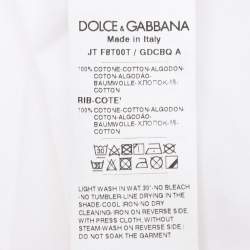 DOLCE & GABBANA
Made in Italy
JT F8T00T / GDCBQ A
100% COTONE-COTTON-ALGODON
COTON-ALGODÃO-
BAUMWOLLE-ХЛОПОК-棉-
COTTON
RIB-COTE'
100% COTONE-COTTON-ALGODON
COTON-ALGODÃO-
BAUMWOLLE-ХЛОПОК-棉-
COTTON
30
LIGHT WASH IN WAT.30°-NO BLEACH
-NO TUMBLER-LINE DRYING IN THE
SHADE-COOL IRON-NO DRY
CLEANING-IRON ON REVERSE SIDE
WITH PRESS CLOTH, WITHOUT
STEAM-WASH ON REVERSE SIDE-
DO NOT SOAK THE GARMENT